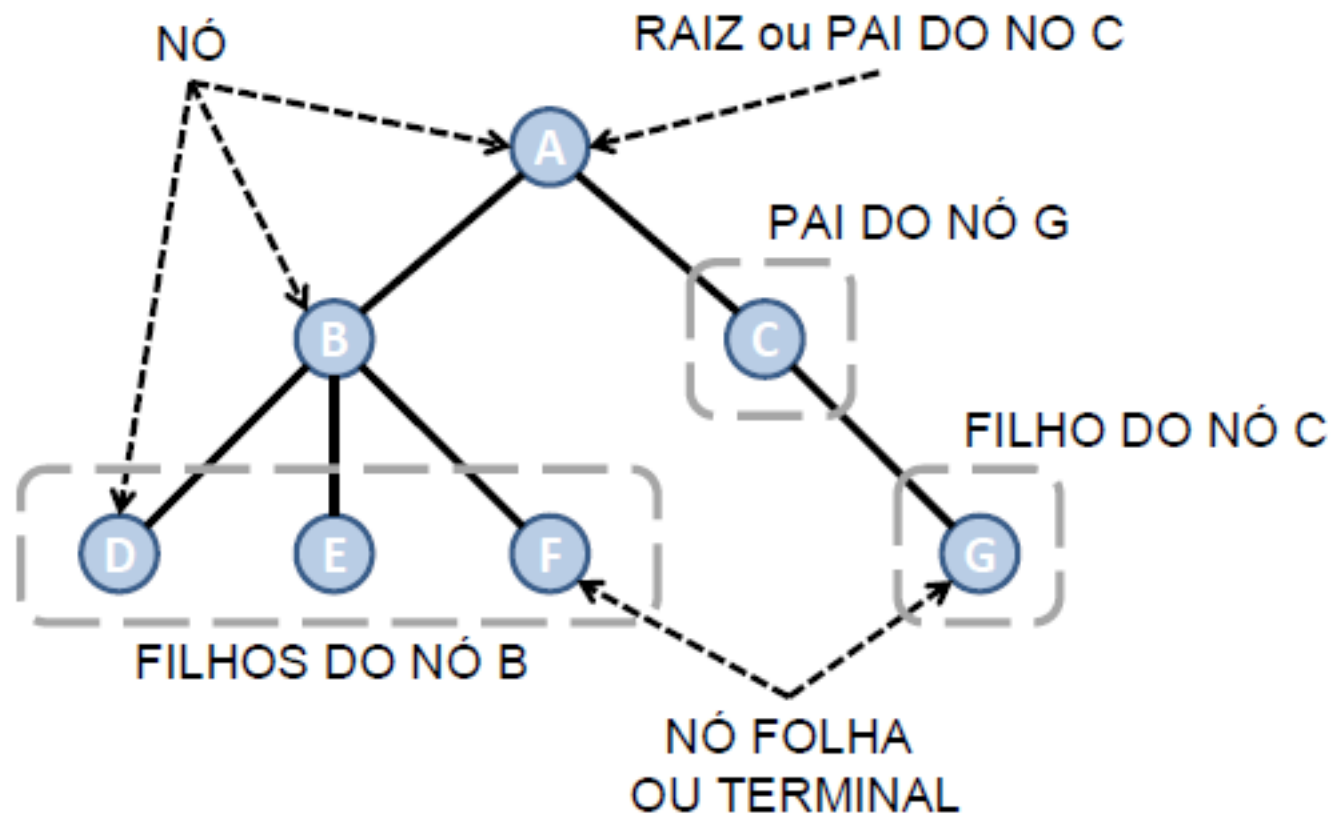 NÓ
RAIZ ou PAI DO NO C
A
PAI DO NÓ G
B
C
FILHO DO NÓ C
D
E
F
G
FILHOS DO NÓ B
NÓ FOLHA
OU TERMINAL